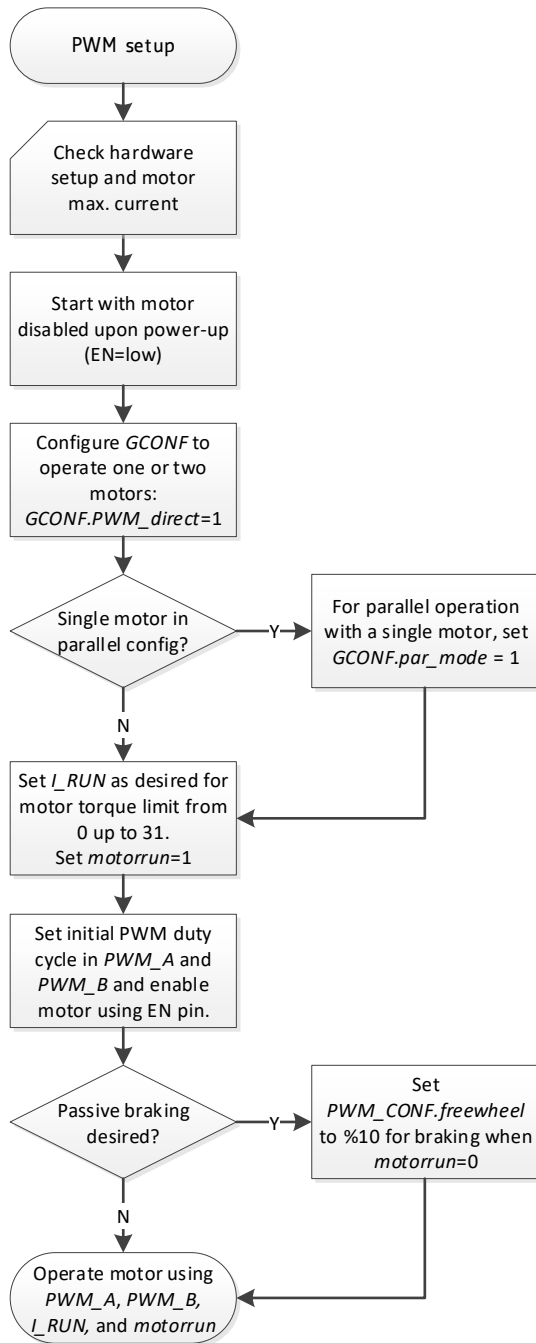 PWM setup
Check hardware
setup and motor
max. current
Start with motor
disabled upon power-up
(EN=low)
Configure GCONF to
operate one or two
motors:
GCONF.PWM_direct=1
Single motor in
parallel config?
Y
For parallel operation
with a single motor, set
GCONF.par_mode = 1
N
Set I_RUN as desired for
motor torque limit from
0 up to 31.
Set motorrun=1
Set initial PWM duty
cycle in PWM_A and
PWM_B and enable
motor using EN pin.
Passive braking
desired?
Y
Set
PWM_CONF.freewheel
to %10 for braking when
motorrun=0
N
Operate motor using
PWM_A, PWM_B,
I_RUN, and motorrun